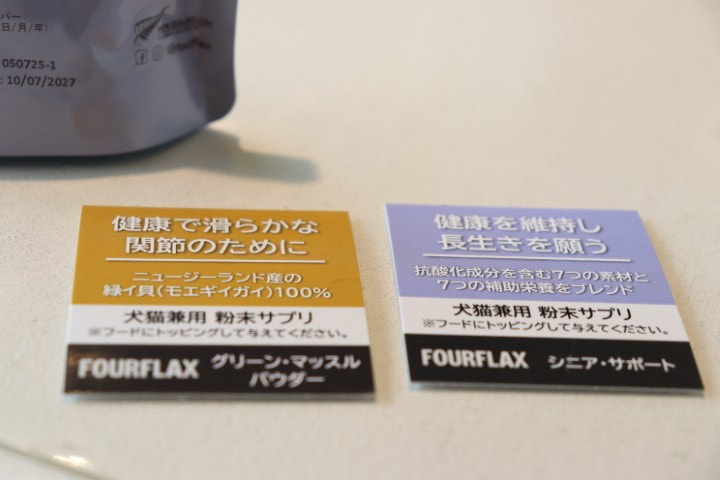 バー:
日/月/年):
050725-1
: 10/07/2027
@fourflax
健康で滑らかな
関節のために
ニュージーランド産の
緑イ貝(モエギイガイ)100%
犬猫兼用 粉末サプリ
※フードにトッピングして与えてください。
FOURFLAX グリーン・マッスル
パウダー
健康を維持し
長生きを願う
抗酸化成分を含む7つの素材と
7つの補助栄養をブレンド
犬猫兼用 粉末サプリ
※フードにトッピングして与えてください。
FOURFLAX シニア・サポート